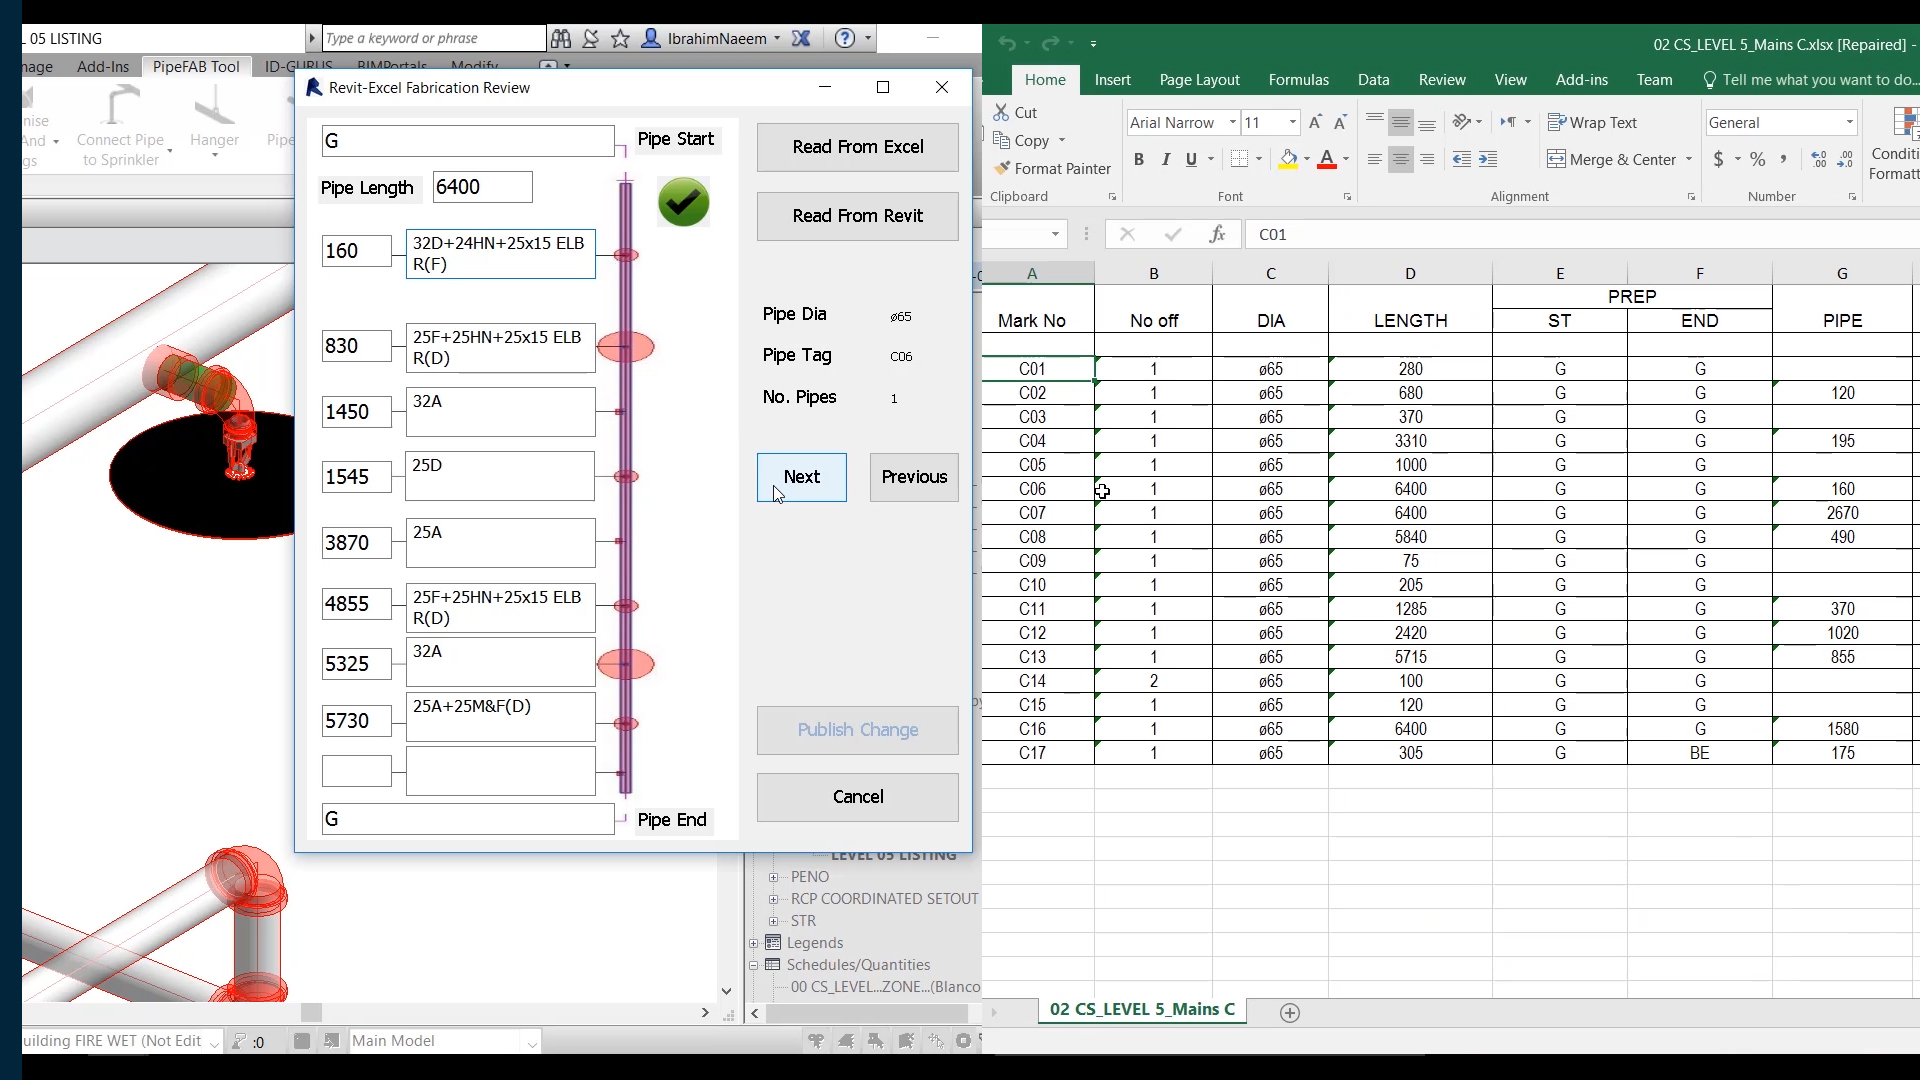 05 LISTING
Type a keyword or phrase
IbrahimNaeem
nage
Add-Ins
PipeFAB Tool
ID-GURUS
BIMPortals
Modify
nise
And
gs
Connect Pipe
to Sprinkler
Hanger
Pipe
Revit-Excel Fabrication Review
G
Pipe Start
Pipe Length
6400
160
32D+24HN+25x15 ELB
R(F)
830
25F+25HN+25x15 ELB
R(D)
1450
32A
1545
25D
3870
25A
4855
25F+25HN+25x15 ELB
R(D)
5325
32A
5730
25A+25M&F(D)
G
Pipe End
Read From Excel
Read From Revit
Pipe Dia
ø65
Pipe Tag
C06
No. Pipes
1
Next
Previous
Publish Change
Cancel
LEVEL 05 LISTING
PENO
RCP COORDINATED SETOUT
STR
Legends
Schedules/Quantities
00 CS_LEVEL...ZONE...(Blanco
uilding FIRE WET (Not Edit
:0
Main Model
02 CS_LEVEL 5_Mains C.xlsx [Repaired] -
Home
Insert
Page Layout
Formulas
Data
Review
View
Add-ins
Team
Tell me what you want to do...
Cut
Copy
Format Painter
Clipboard
Arial Narrow
11
B I U
Font
Wrap Text
Merge & Center
Alignment
General
$ % ,
Number
Conditi
Formatt
C01
A B C D E F G
PREP
Mark No No off DIA LENGTH ST END PIPE
C01 1 ø65 280 G G
C02 1 ø65 680 G G 120
C03 1 ø65 370 G G
C04 1 ø65 3310 G G 195
C05 1 ø65 1000 G G
C06 1 ø65 6400 G G 160
C07 1 ø65 6400 G G 2670
C08 1 ø65 5840 G G 490
C09 1 ø65 75 G G
C10 1 ø65 205 G G
C11 1 ø65 1285 G G 370
C12 1 ø65 2420 G G 1020
C13 1 ø65 5715 G G 855
C14 2 ø65 100 G G
C15 1 ø65 120 G G
C16 1 ø65 6400 G G 1580
C17 1 ø65 305 G BE 175
02 CS_LEVEL 5_Mains C